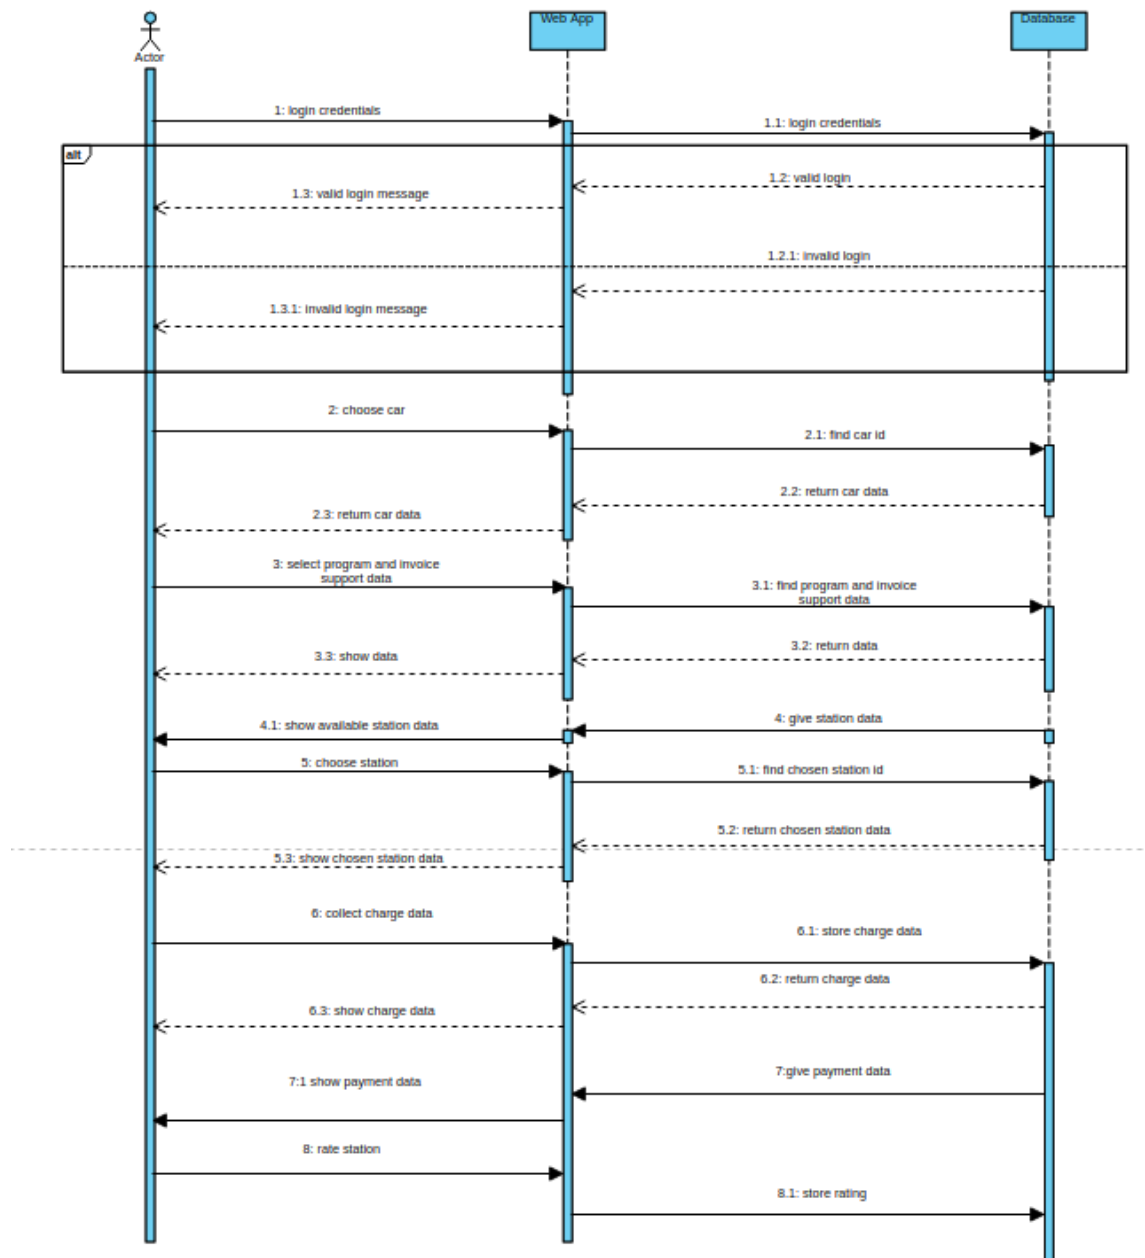 Web App
Database
Actor
1: login credentials
1.1: login credentials
alt
1.2: valid login
1.3: valid login message
1.2.1: invalid login
1.3.1: invalid login message
2: choose car
2.1: find car id
2.2: return car data
2.3: return car data
3: select program and invoice
support data
3.1: find program and invoice
support data
3.2: return data
3.3: show data
4: give station data
4.1: show available station data
5: choose station
5.1: find chosen station id
5.2: return chosen station data
5.3: show chosen station data
6: collect charge data
6.1: store charge data
6.2: return charge data
6.3: show charge data
7:give payment data
7:1 show payment data
8: rate station
8.1: store rating